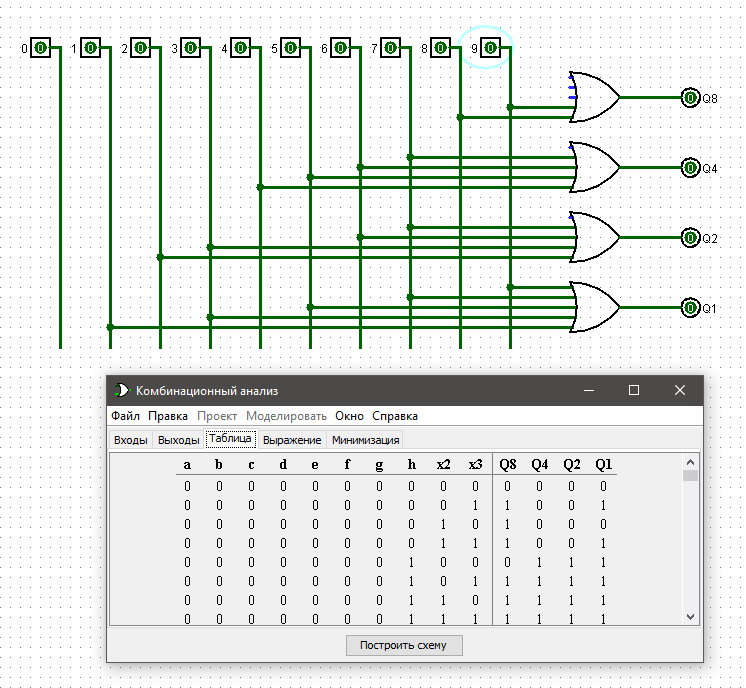 0 0 1 0 2 0 3 0 4 0 5 0 6 0 7 0 8 0 9 0
0 Q8
0 Q4
0 Q2
0 Q1
Комбинационный анализ
Файл Правка Проект Моделировать Окно Справка
Входы Выходы Таблица Выражение Минимизация
a b c d e f g h x2 x3 Q8 Q4 Q2 Q1
0 0 0 0 0 0 0 0 0 0 0 0 0 0
0 0 0 0 0 0 0 0 0 1 1 0 0 1
0 0 0 0 0 0 0 0 1 0 1 0 0 0
0 0 0 0 0 0 0 0 1 1 1 0 0 1
0 0 0 0 0 0 0 1 0 0 0 1 1 1
0 0 0 0 0 0 0 1 0 1 1 1 1 1
0 0 0 0 0 0 0 1 1 0 1 1 1 1
0 0 0 0 0 0 0 1 1 1 1 1 1 1
Построить схему